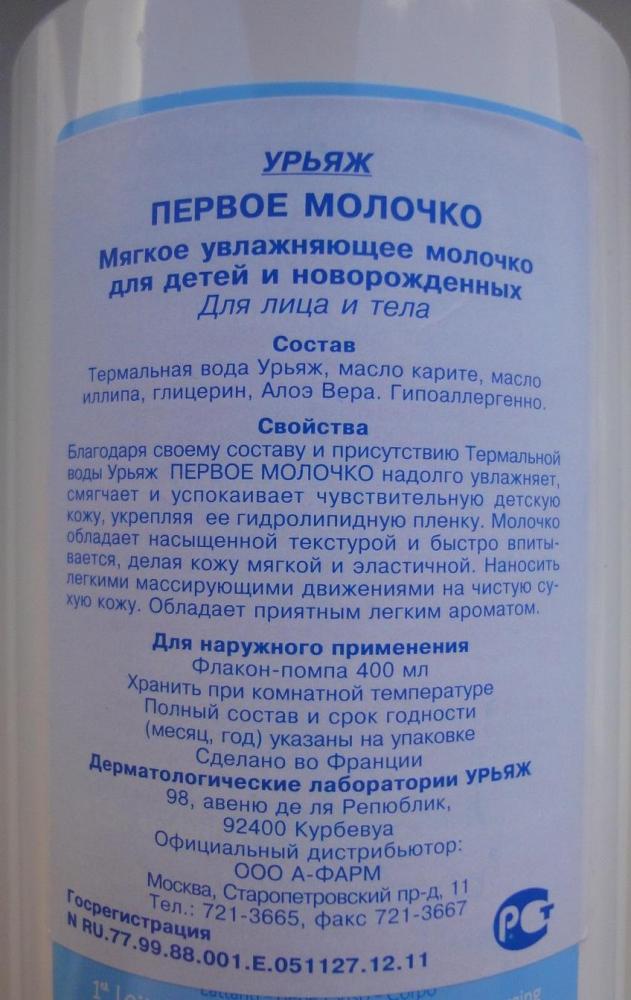 УРЬЯЖ
ПЕРВОЕ МОЛОЧКО
Мягкое увлажняющее молочко
для детей и новорожденных
Для лица и тела
Состав
Термальная вода Урьяж, масло карите, масло
иллипа, глицерин, Алоэ Вера. Гипоаллергенно.
Свойства
Благодаря своему составу и присутствию Термальной
воды Урьяж ПЕРВОЕ МОЛОЧКО надолго увлажняет,
смягчает и успокаивает чувствительную детскую
кожу, укрепляя ее гидролипидную пленку. Молочко
обладает насыщенной текстурой и быстро впиты-
вается, делая кожу мягкой и эластичной. Наносить
легкими массирующими движениями на чистую су-
хую кожу. Обладает приятным легким ароматом.
Для наружного применения
Флакон-помпа 400 мл
Хранить при комнатной температуре
Полный состав и срок годности
(месяц, год) указаны на упаковке
Сделано во Франции
Дерматологические лаборатории УРЬЯЖ
98, авеню де ля Репюблик,
92400 Курбевуа
Официальный дистрибьютор:
ООО А-ФАРМ
Москва, Старопетровский пр-д, 11
Тел.: 721-3665, факс 721-3667
Госрегистрация
N RU.77.99.88.001.Е.051127.12.11
РСТ